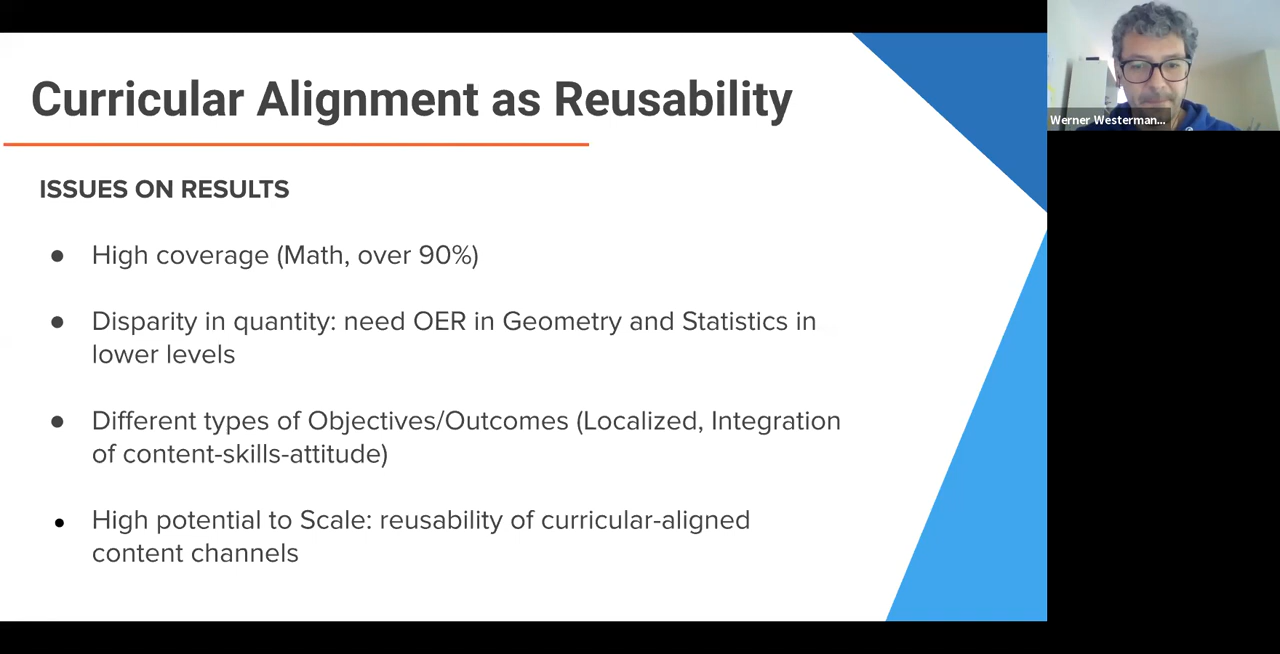 Curricular Alignment as Reusability
ISSUES ON RESULTS
● High coverage (Math, over 90%)
● Disparity in quantity: need OER in Geometry and Statistics in
lower levels
● Different types of Objectives/Outcomes (Localized, Integration
of content-skills-attitude)
● High potential to Scale: reusability of curricular-aligned
content channels
Werner Westerman...